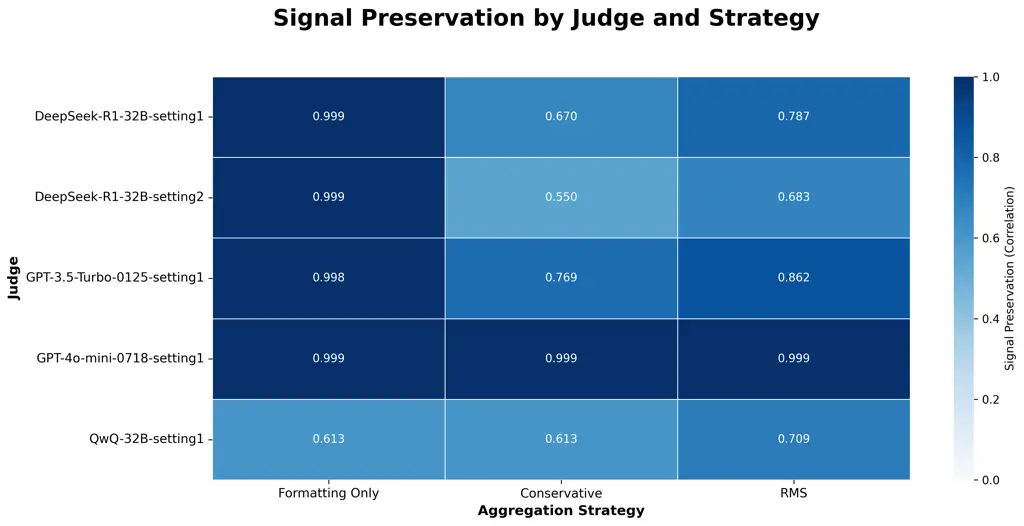 Signal Preservation by Judge and Strategy
DeepSeek-R1-32B-setting1
0.999
0.670
0.787
DeepSeek-R1-32B-setting2
0.999
0.550
0.683
GPT-3.5-Turbo-0125-setting1
0.998
0.769
0.862
GPT-4o-mini-0718-setting1
0.999
0.999
0.999
QwQ-32B-setting1
0.613
0.613
0.709
Judge
Formatting Only
Conservative
RMS
Aggregation Strategy
1.0
0.8
0.6
0.4
0.2
0.0
Signal Preservation (Correlation)